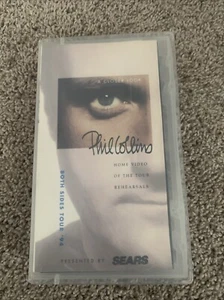 Phil Collins
HOME VIDEO
OF THE TOUR
REHEARSALS
BOTH SIDES TOUR '94
PRESENTED BY SEARS